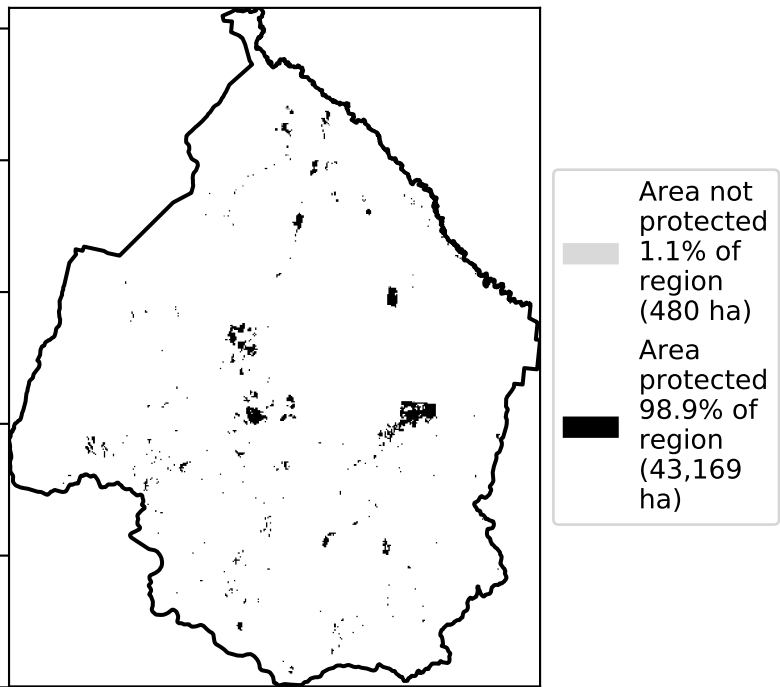 Area not
protected
1.1% of
region
(480 ha)
Area
protected
98.9% of
region
(43,169
ha)